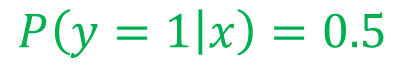 P(y = 1|x) = 0.5